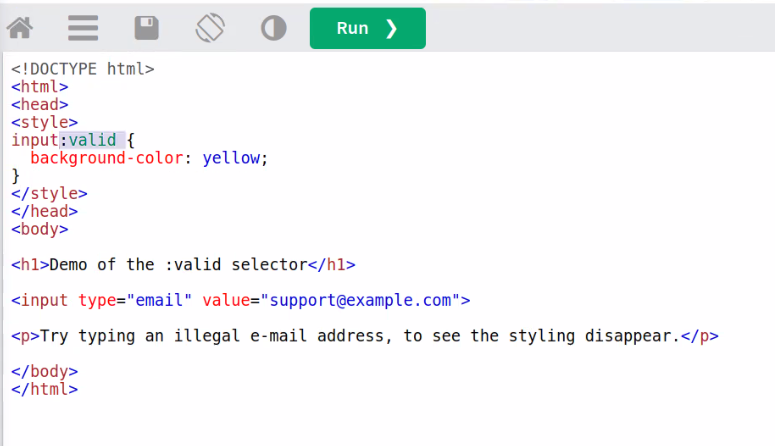 Run ❯
<!DOCTYPE html>
<html>
<head>
<style>
input:valid {
  background-color: yellow;
}
</style>
</head>
<body>
<h1>Demo of the :valid selector</h1>
<input type="email" value="support@example.com">
<p>Try typing an illegal e-mail address, to see the styling disappear.</p>
</body>
</html>